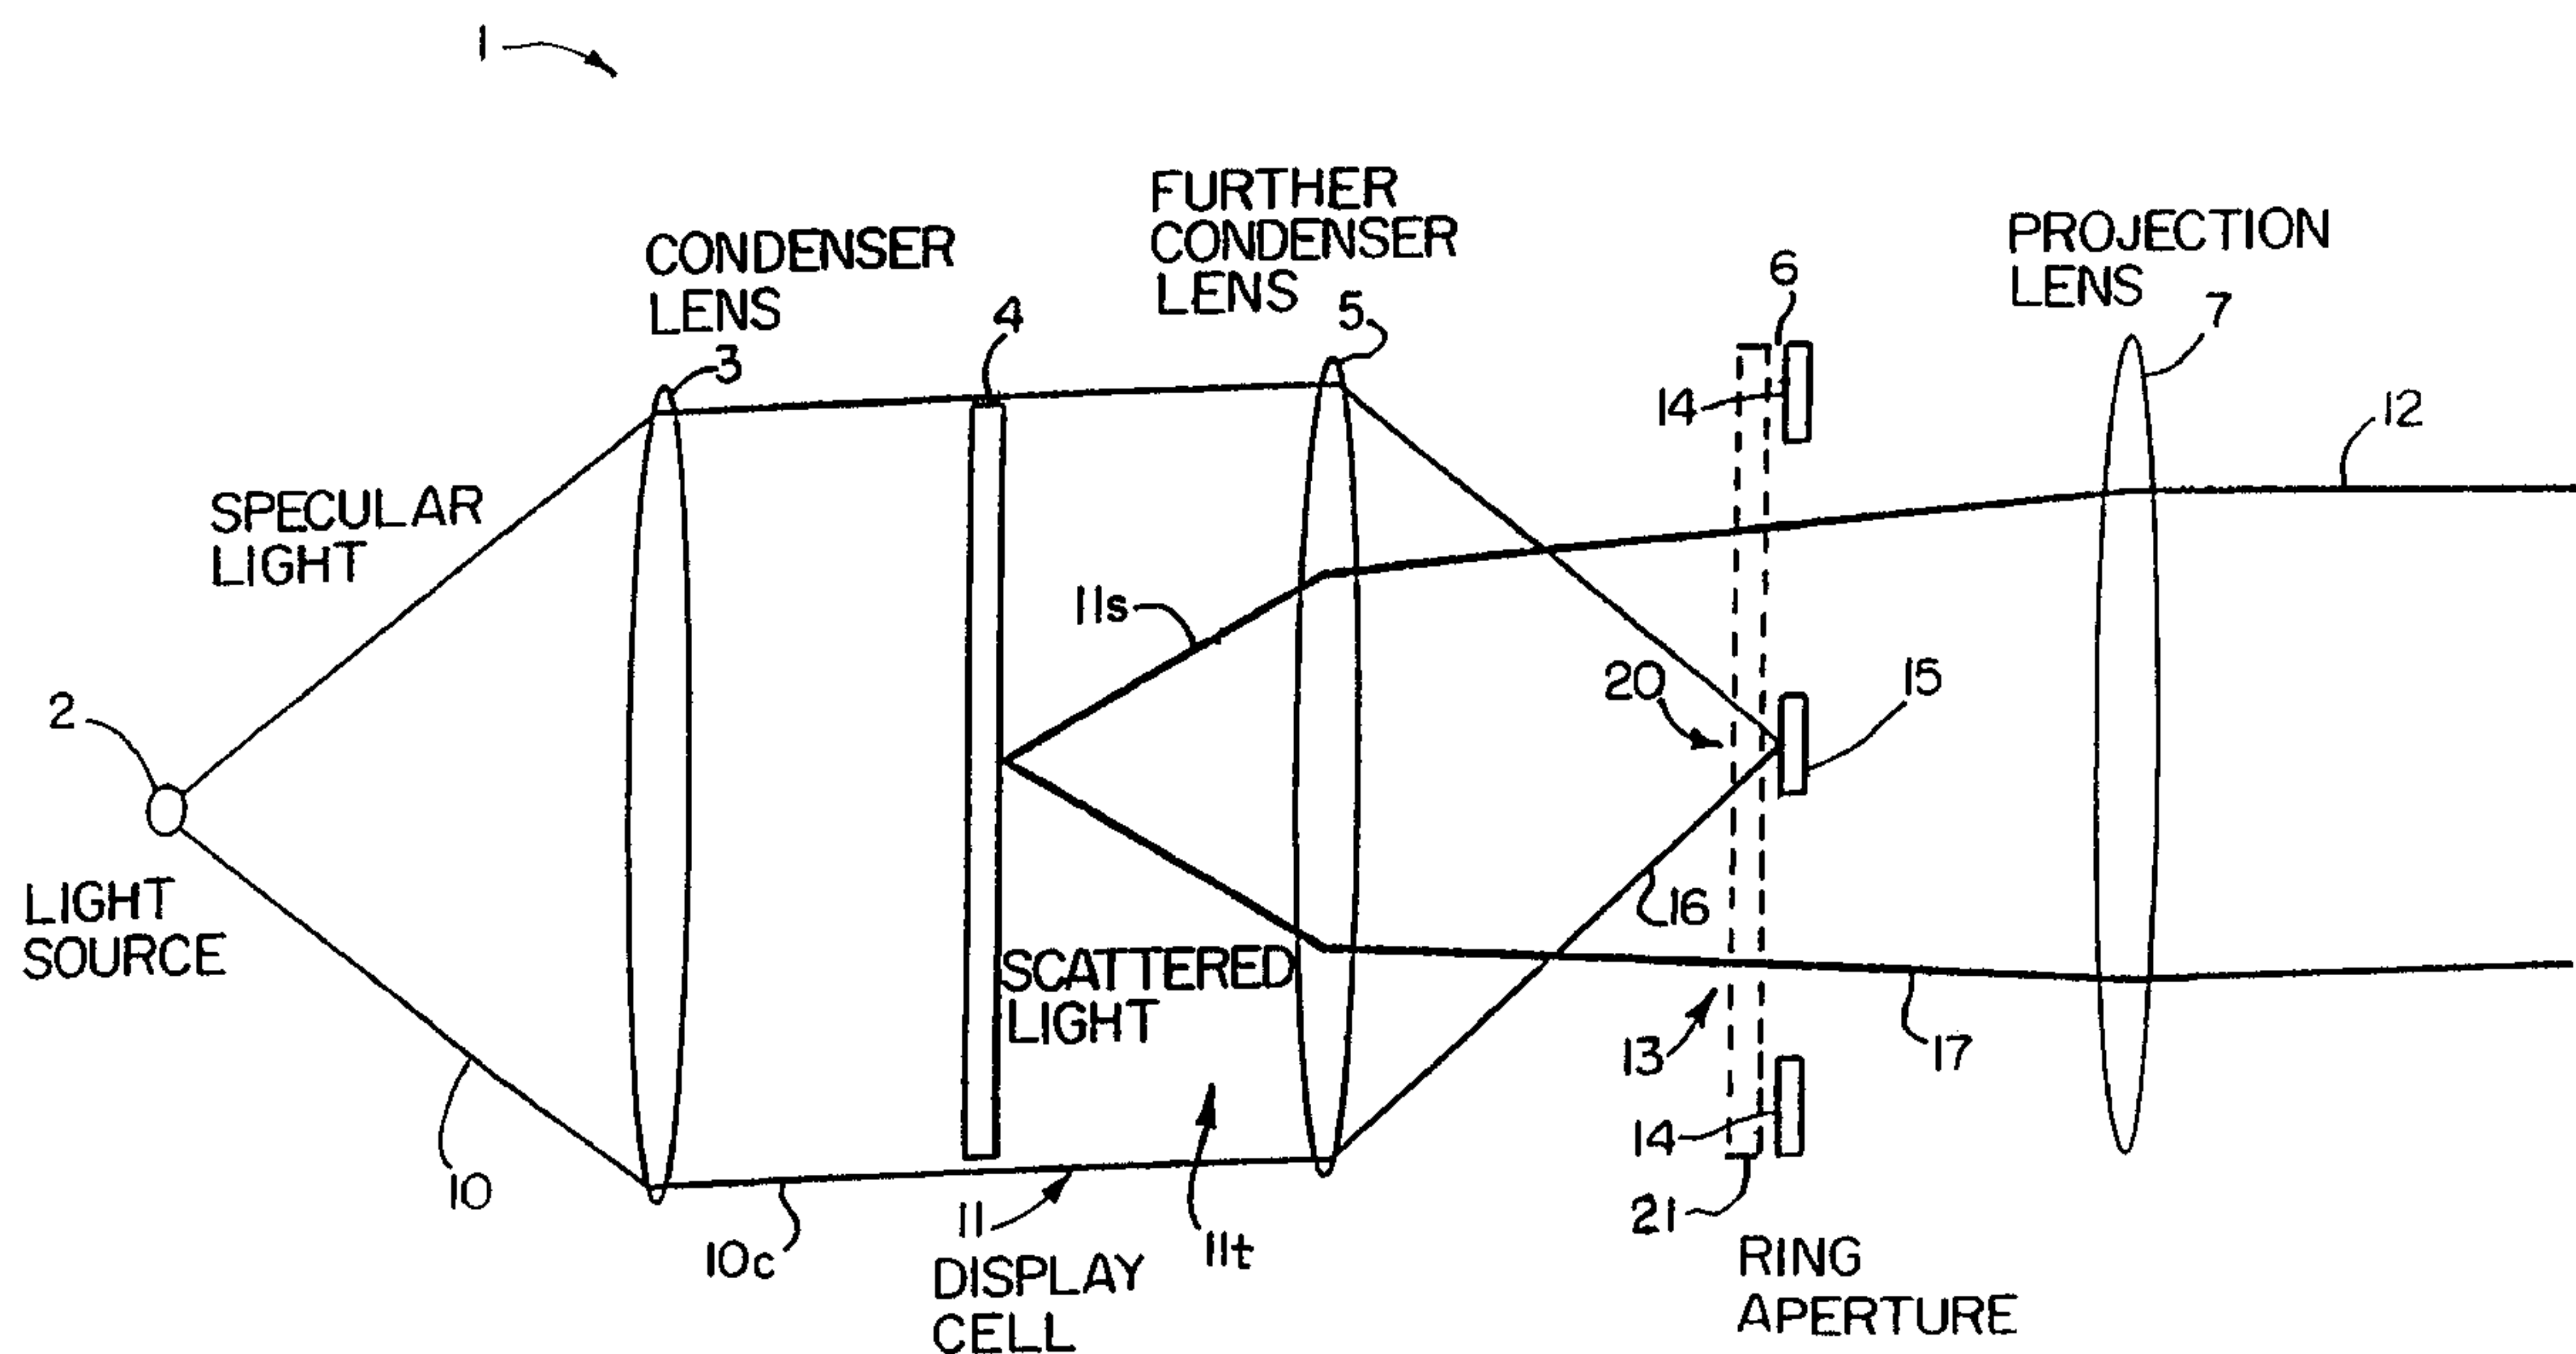 1
FURTHER
CONDENSER
LENS
5
CONDENSER
LENS
3
4
6
PROJECTION
LENS
7
14
12
SPECULAR
LIGHT
11s
20
15
2
LIGHT
SOURCE
16
SCATTERED
LIGHT
13
17
14
10
10c
11
11t
21
DISPLAY
CELL
RING
APERTURE